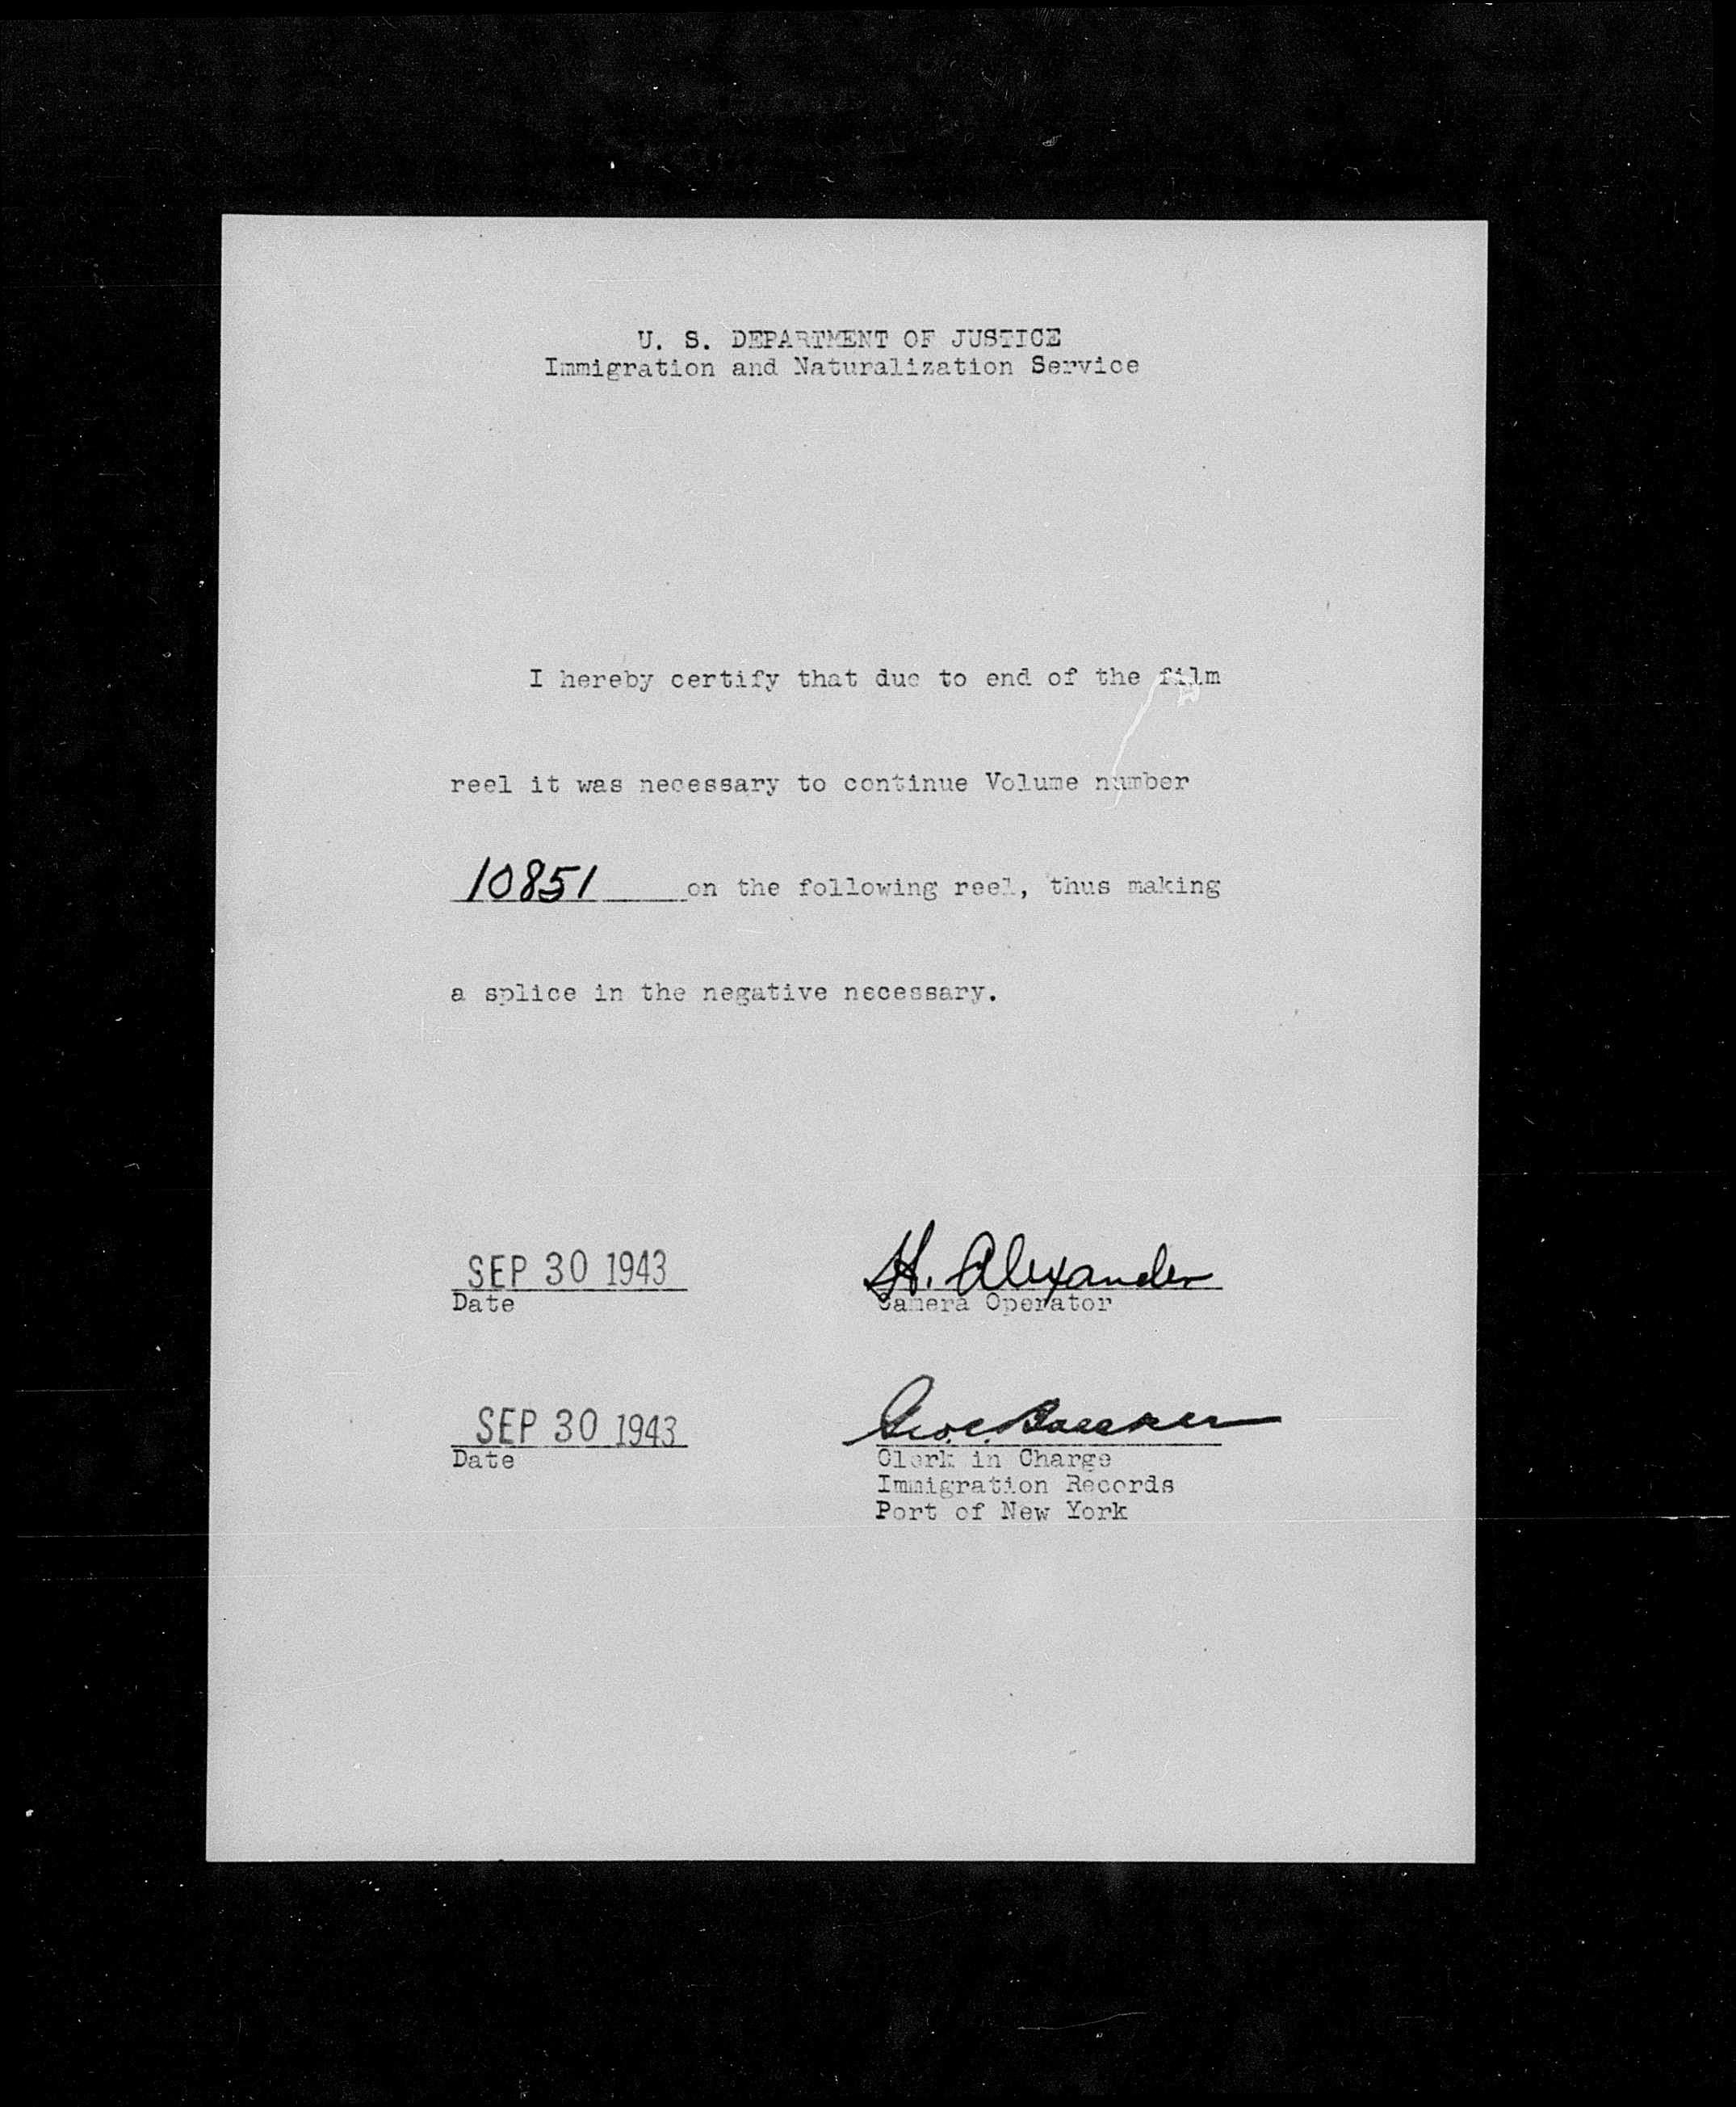 U. S. DEPARTMENT OF JUSTICE
Immigration and Naturalization Service
I hereby certify that due to end of the film
reel it was necessary to continue Volume number
10851 on the following reel, thus making
a splice in the negative necessary.
SEP 30 1943 H. Alexander
Date Camera Operator
SEP 30 1943
Date Clerk in Charge
Immigration Records
Port of New York